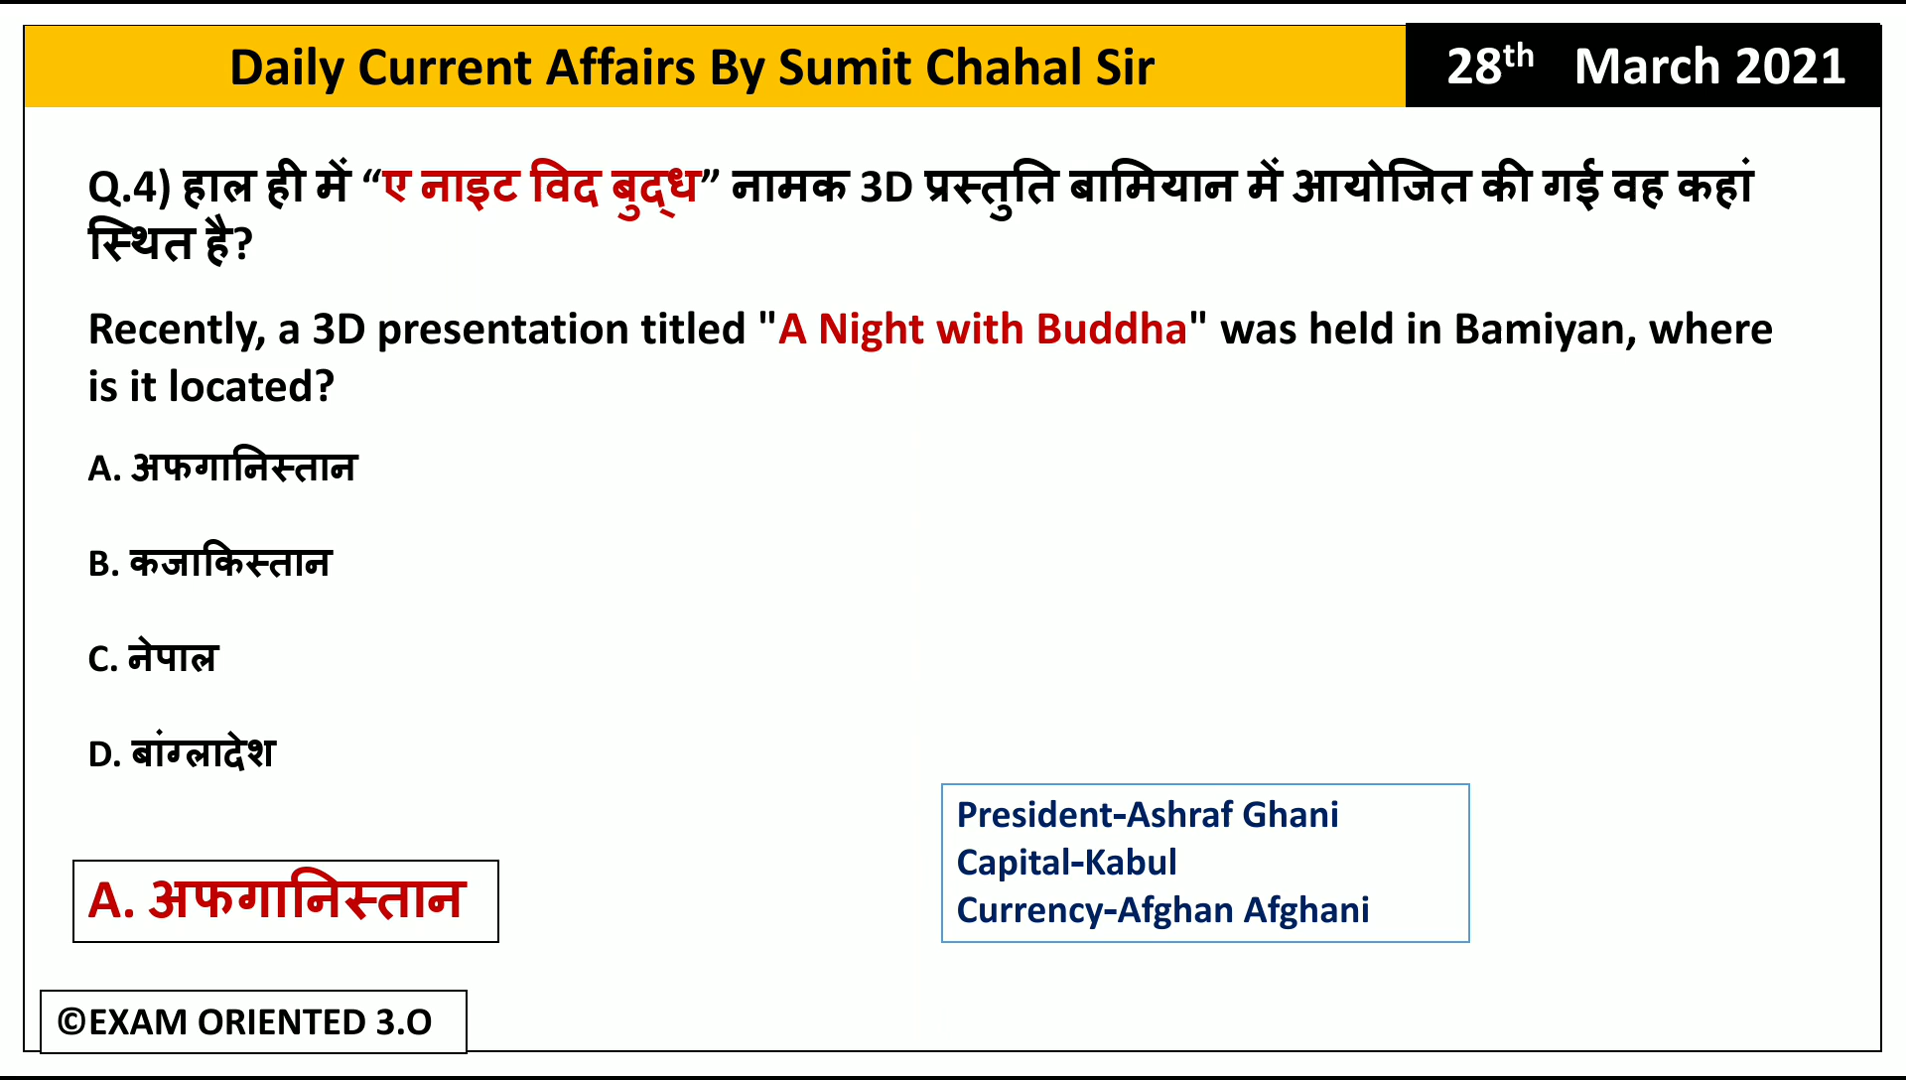 Daily Current Affairs By Sumit Chahal Sir
28th March 2021
Q.4) हाल ही में “ए नाइट विद बुद्ध” नामक 3D प्रस्तुति बामियान में आयोजित की गई वह कहां
स्थित है?
Recently, a 3D presentation titled "A Night with Buddha" was held in Bamiyan, where
is it located?
A. अफगानिस्तान
B. कजाकिस्तान
C. नेपाल
D. बांग्लादेश
President-Ashraf Ghani
Capital-Kabul
Currency-Afghan Afghani
A. अफगानिस्तान
©EXAM ORIENTED 3.O